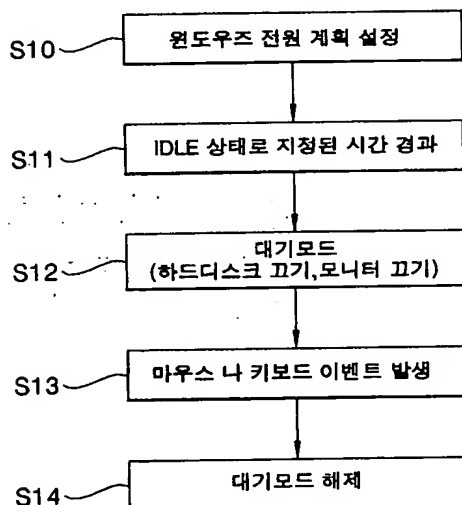 S10
윈도우즈 전원 계획 설정
S11
IDLE 상태로 지정된 시간 경과
S12
대기모드
(하드디스크 끄기,모니터 끄기)
S13
마우스 나 키보드 이벤트 발생
S14
대기모드 해제